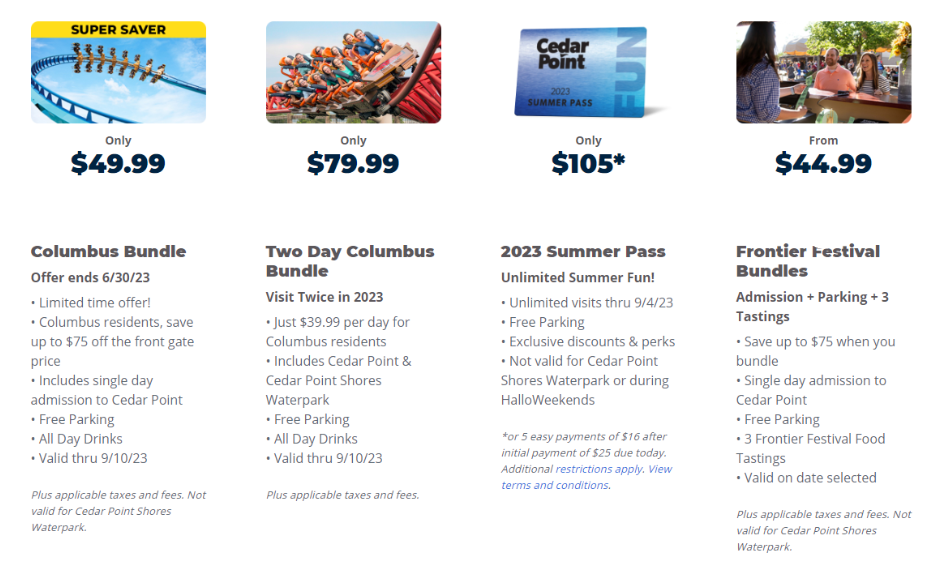 SUPER SAVER
Only
$49.99
Columbus Bundle
Offer ends 6/30/23
• Limited time offer!
• Columbus residents, save
up to $75 off the front gate
price
• Includes single day
admission to Cedar Point
• Free Parking
• All Day Drinks
• Valid thru 9/10/23
Plus applicable taxes and fees. Not
valid for Cedar Point Shores
Waterpark.
Only
$79.99
Two Day Columbus
Bundle
Visit Twice in 2023
• Just $39.99 per day for
Columbus residents
• Includes Cedar Point &
Cedar Point Shores
Waterpark
• Free Parking
• All Day Drinks
• Valid thru 9/10/23
Plus applicable taxes and fees.
Cedar
Point
2023
SUMMER PASS
FUN
Only
$105*
2023 Summer Pass
Unlimited Summer Fun!
• Unlimited visits thru 9/4/23
• Free Parking
• Exclusive discounts & perks
• Not valid for Cedar Point
Shores Waterpark or during
HalloWeekends
*or 5 easy payments of $16 after
initial payment of $25 due today.
Additional restrictions apply. View
terms and conditions.
From
$44.99
Frontier Festival
Bundles
Admission + Parking + 3
Tastings
• Save up to $75 when you
bundle
• Single day admission to
Cedar Point
• Free Parking
• 3 Frontier Festival Food
Tastings
• Valid on date selected
Plus applicable taxes and fees. Not
valid for Cedar Point Shores
Waterpark.